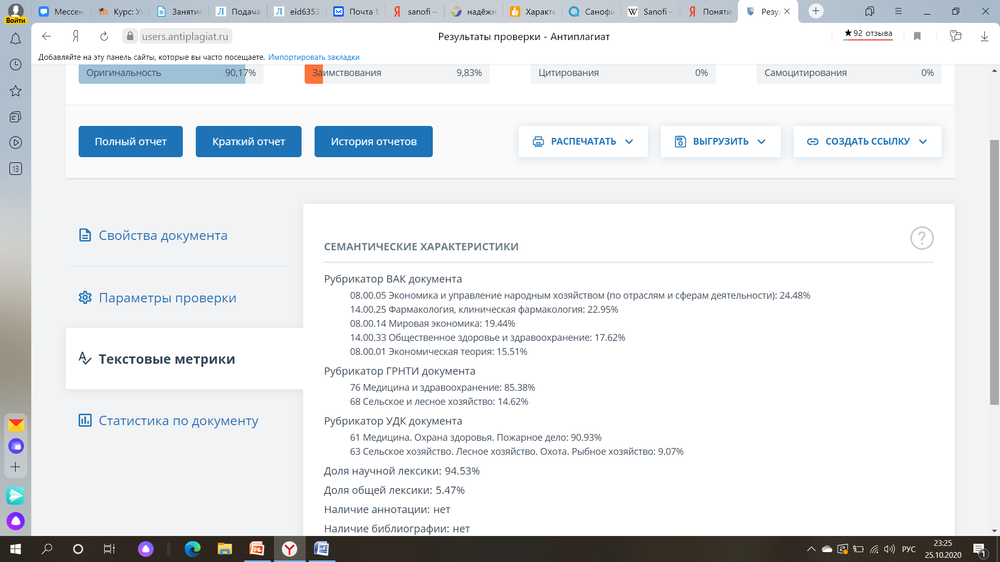 Мессен
Курс: Уч
Занятие
Подача
eid6353
Почта М
sanofi —
надёжн
Характе
Санофи
Sanofi —
Поняти
Резул
Войти
users.antiplagiat.ru
Результаты проверки - Антиплагиат
★92 отзыва
Добавляйте на эту панель сайты, которые вы часто посещаете. Импортировать закладки
Оригинальность 90,17%
Заимствования 9,83%
Цитирования 0%
Самоцитирования 0%
Полный отчет
Краткий отчет
История отчетов
РАСПЕЧАТАТЬ
ВЫГРУЗИТЬ
СОЗДАТЬ ССЫЛКУ
13
Свойства документа
Параметры проверки
Текстовые метрики
Статистика по документу
СЕМАНТИЧЕСКИЕ ХАРАКТЕРИСТИКИ
?
Рубрикатор ВАК документа
08.00.05 Экономика и управление народным хозяйством (по отраслям и сферам деятельности): 24.48%
14.00.25 Фармакология, клиническая фармакология: 22.95%
08.00.14 Мировая экономика: 19.44%
14.00.33 Общественное здоровье и здравоохранение: 17.62%
08.00.01 Экономическая теория: 15.51%
Рубрикатор ГРНТИ документа
76 Медицина и здравоохранение: 85.38%
68 Сельское и лесное хозяйство: 14.62%
Рубрикатор УДК документа
61 Медицина. Охрана здоровья. Пожарное дело: 90.93%
63 Сельское хозяйство. Лесное хозяйство. Охота. Рыбное хозяйство: 9.07%
Доля научной лексики: 94.53%
Доля общей лексики: 5.47%
Наличие аннотации: нет
Наличие библиографии: нет
РУС
23:25
25.10.2020
1